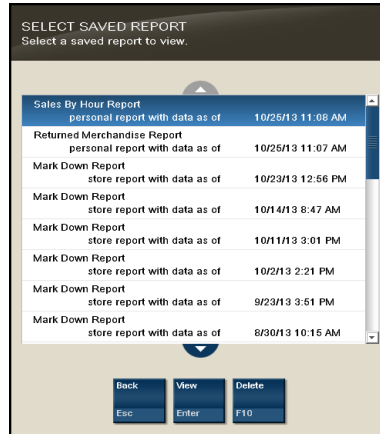 SELECT SAVED REPORT
Select a saved report to view.
Sales By Hour Report
personal report with data as of 10/25/13 11:08 AM
Returned Merchandise Report
personal report with data as of 10/25/13 11:07 AM
Mark Down Report
store report with data as of 10/23/13 12:56 PM
Mark Down Report
store report with data as of 10/14/13 8:47 AM
Mark Down Report
store report with data as of 10/11/13 3:01 PM
Mark Down Report
store report with data as of 10/2/13 2:21 PM
Mark Down Report
store report with data as of 9/23/13 3:51 PM
Mark Down Report
store report with data as of 8/30/13 10:15 AM
Back View Delete
Esc Enter F10